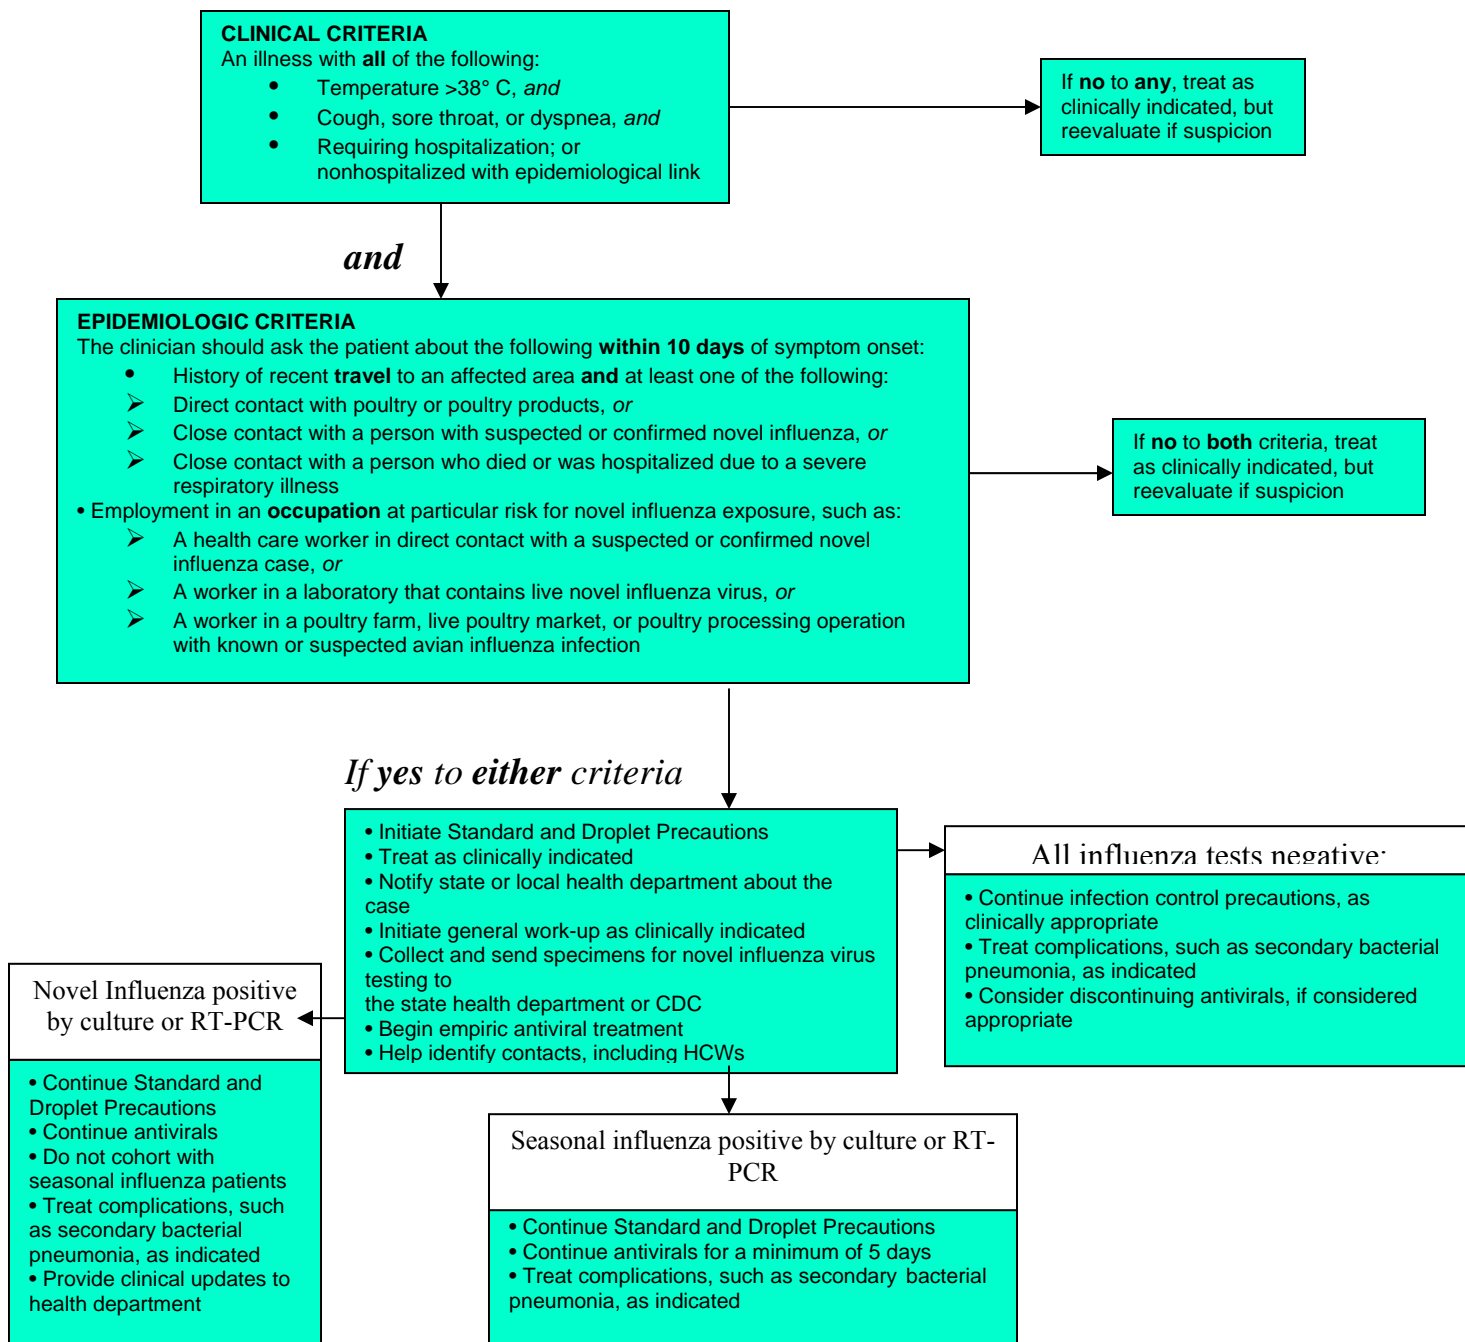 CLINICAL CRITERIA
An illness with all of the following:
• Temperature >38° C, and
• Cough, sore throat, or dyspnea, and
• Requiring hospitalization; or
nonhospitalized with epidemiological link
If no to any, treat as
clinically indicated, but
reevaluate if suspicion
and
EPIDEMIOLOGIC CRITERIA
The clinician should ask the patient about the following within 10 days of symptom onset:
• History of recent travel to an affected area and at least one of the following:
➢ Direct contact with poultry or poultry products, or
➢ Close contact with a person with suspected or confirmed novel influenza, or
➢ Close contact with a person who died or was hospitalized due to a severe
respiratory illness
• Employment in an occupation at particular risk for novel influenza exposure, such as:
➢ A health care worker in direct contact with a suspected or confirmed novel
influenza case, or
➢ A worker in a laboratory that contains live novel influenza virus, or
➢ A worker in a poultry farm, live poultry market, or poultry processing operation
with known or suspected avian influenza infection
If no to both criteria, treat
as clinically indicated, but
reevaluate if suspicion
If yes to either criteria
• Initiate Standard and Droplet Precautions
• Treat as clinically indicated
• Notify state or local health department about the
case
• Initiate general work-up as clinically indicated
• Collect and send specimens for novel influenza virus
testing to
the state health department or CDC
• Begin empiric antiviral treatment
• Help identify contacts, including HCWs
All influenza tests negative:
• Continue infection control precautions, as
clinically appropriate
• Treat complications, such as secondary bacterial
pneumonia, as indicated
• Consider discontinuing antivirals, if considered
appropriate
Novel Influenza positive
by culture or RT-PCR
• Continue Standard and
Droplet Precautions
• Continue antivirals
• Do not cohort with
seasonal influenza patients
• Treat complications, such
as secondary bacterial
pneumonia, as indicated
• Provide clinical updates to
health department
Seasonal influenza positive by culture or RT-
PCR
• Continue Standard and Droplet Precautions
• Continue antivirals for a minimum of 5 days
• Treat complications, such as secondary bacterial
pneumonia, as indicated